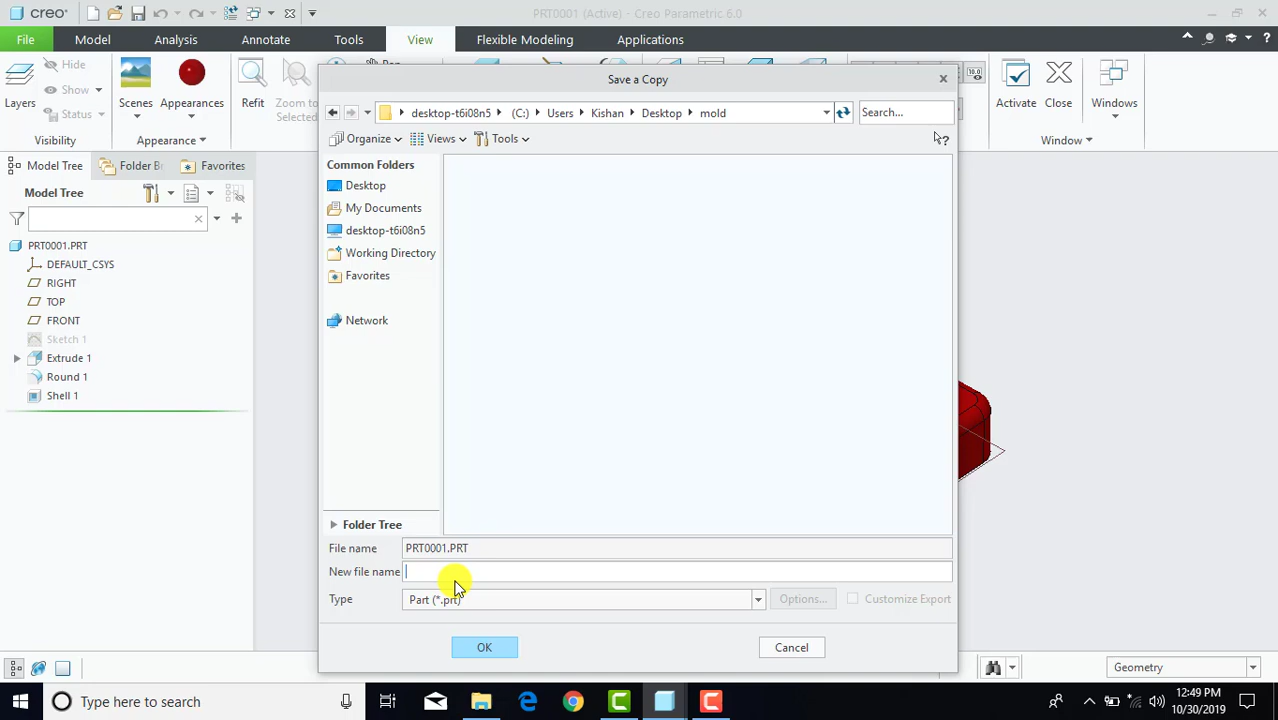 creo PRT0001 (Active) - Creo Parametric 6.0
File Model Analysis Annotate Tools View Flexible Modeling Applications
Layers
Hide
Show
Status
Visibility
Scenes
Appearances
Appearance
Refit
Zoom to
Selected
Pan
Activate
Close
Windows
Window
Save a Copy
desktop-t6i08n5 (C:) Users Kishan Desktop mold
Search...
Organize Views Tools
Common Folders
Desktop
My Documents
desktop-t6i08n5
Working Directory
Favorites
Network
Folder Tree
File name PRT0001.PRT
New file name
Type Part (*.prt) Options... Customize Export
OK Cancel
Model Tree Folder B Favorites
Model Tree
PRT0001.PRT
DEFAULT_CSYS
RIGHT
TOP
FRONT
Sketch 1
Extrude 1
Round 1
Shell 1
Geometry
Type here to search
12:49 PM
10/30/2019